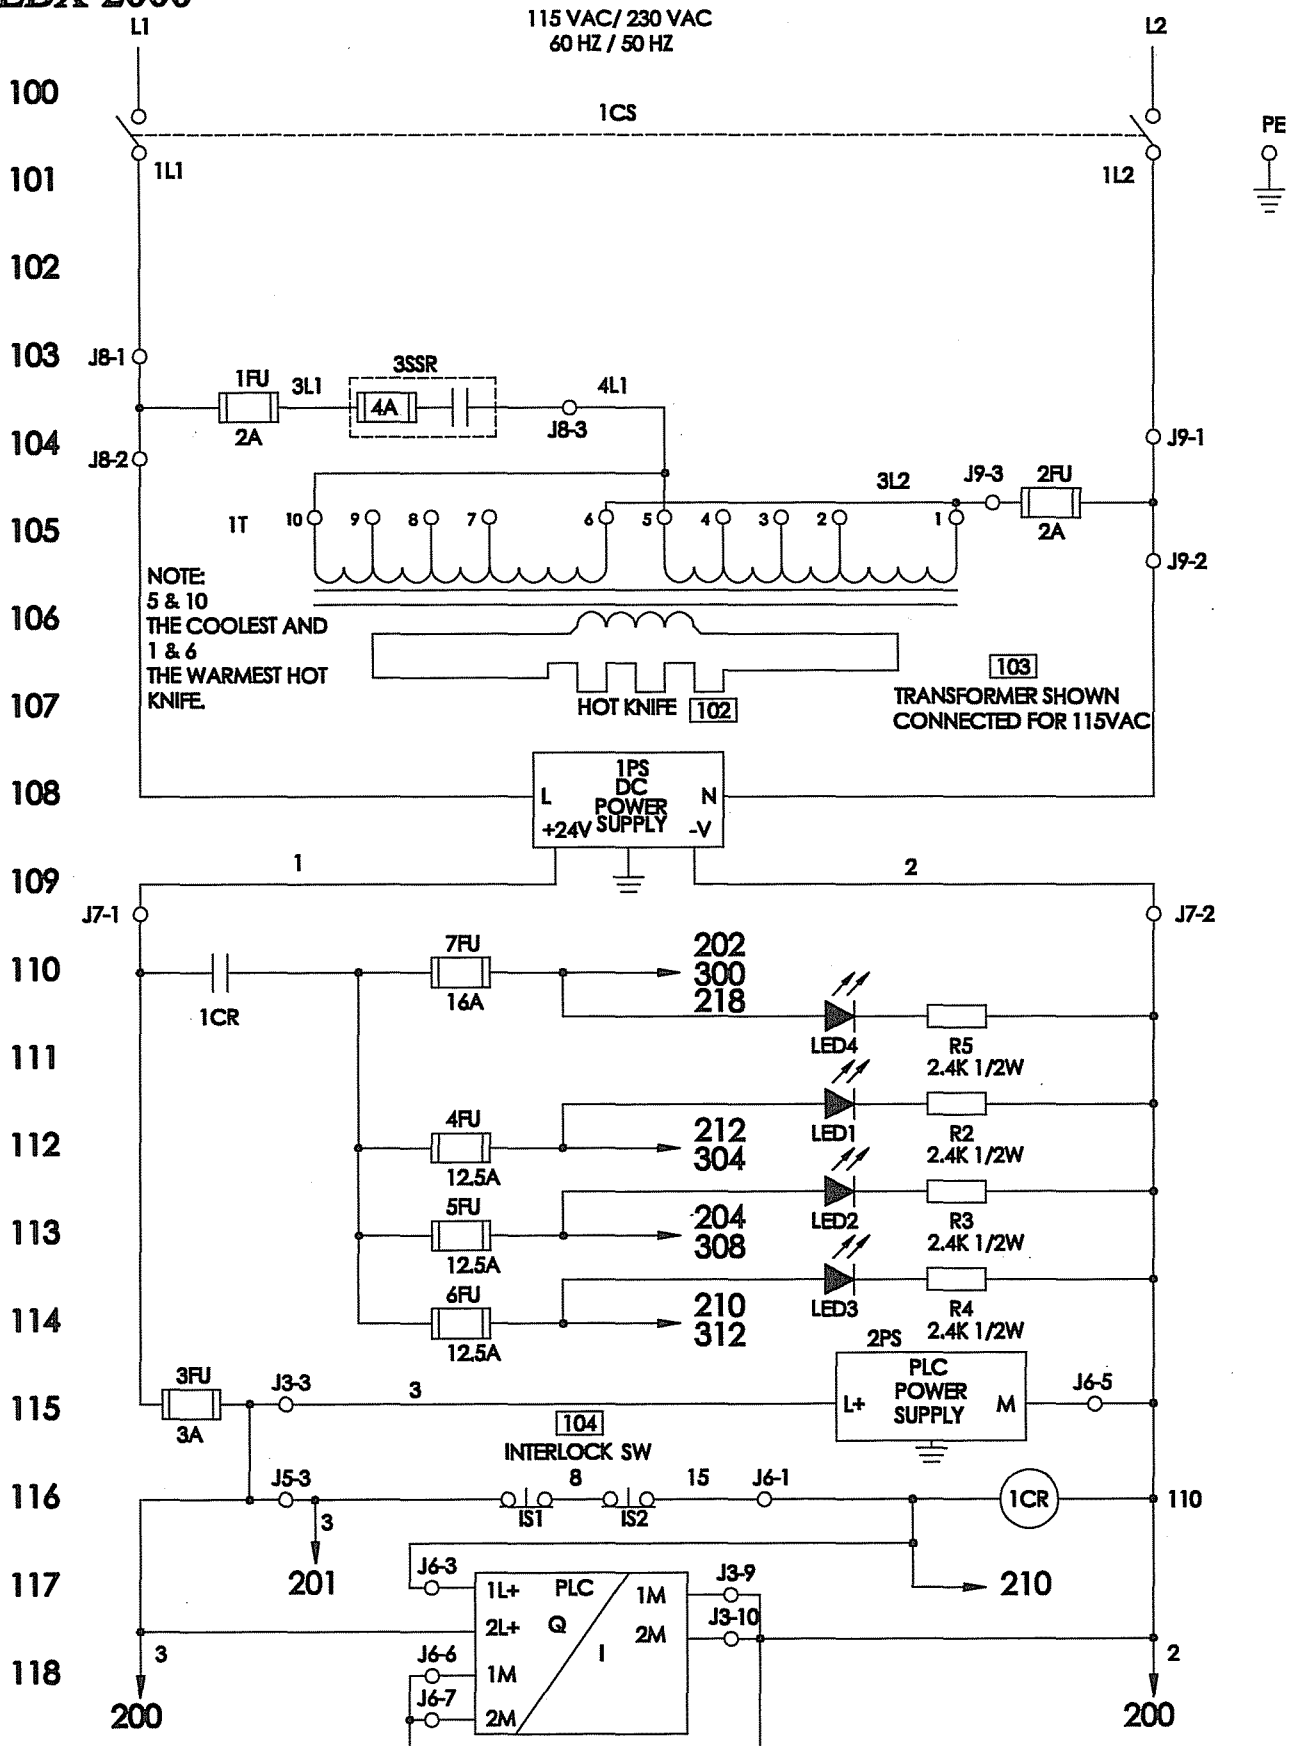 115 VAC/ 230 VAC
60 HZ / 50 HZ
L1
L2
100
1CS
PE
101
1L1
1L2
102
103
J8-1
1FU
3L1
3SSR
4L1
4A
2A
J8-3
104
J8-2
J9-1
3L2
J9-3
2FU
105
1T
10
9
8
7
6
5
4
3
2
1
2A
J9-2
NOTE:
5 & 10
THE COOLEST AND
1 & 6
THE WARMEST HOT
KNIFE.
106
107
HOT KNIFE
102
103
TRANSFORMER SHOWN
CONNECTED FOR 115VAC
108
1PS
DC
POWER
SUPPLY
L
N
+24V
-V
109
1
2
J7-1
J7-2
110
1CR
7FU
16A
202
300
218
LED4
R5
2.4K 1/2W
111
112
4FU
12.5A
212
304
LED1
R2
2.4K 1/2W
113
5FU
12.5A
204
308
LED2
R3
2.4K 1/2W
114
6FU
12.5A
210
312
LED3
R4
2.4K 1/2W
115
3FU
3A
J3-3
3
2PS
PLC
POWER
SUPPLY
L+
M
J6-5
104
INTERLOCK SW
116
J5-3
3
IS1
8
IS2
15
J6-1
1CR
110
117
201
J6-3
1L+
PLC
1M
J3-9
210
2L+
Q
2M
J3-10
I
118
3
J6-6
1M
J6-7
2M
2
200
200